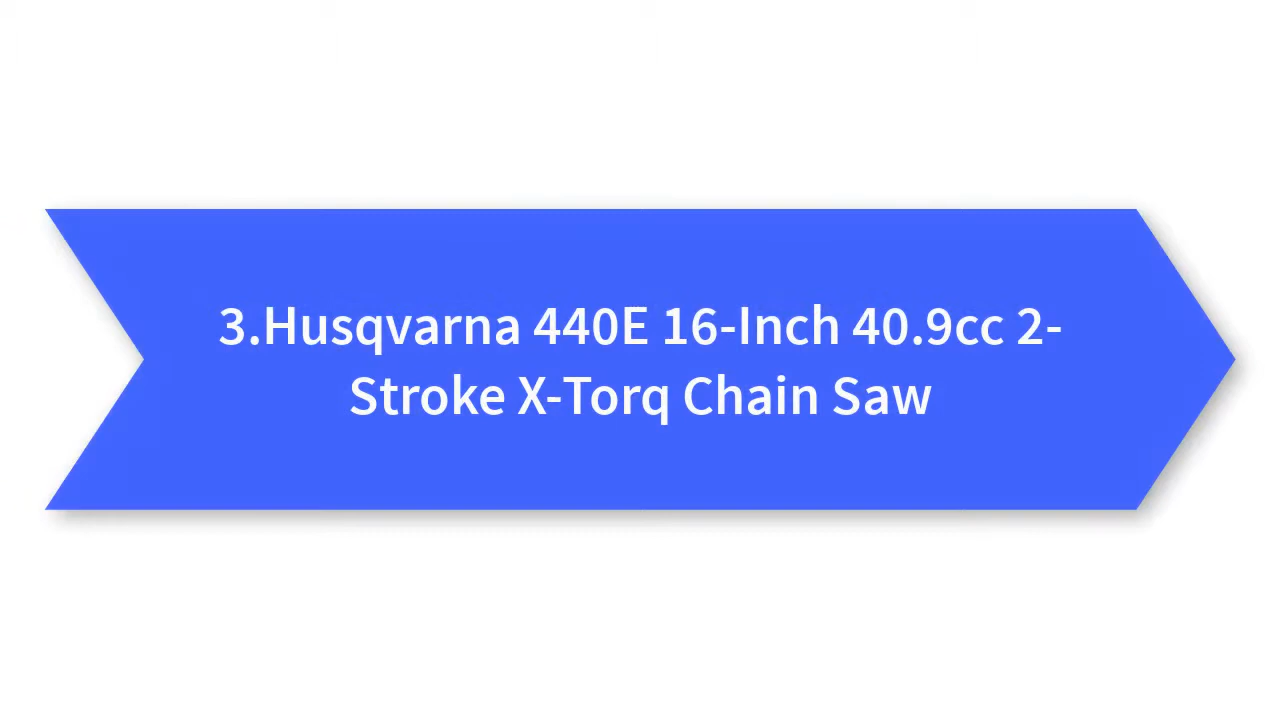 3.Husqvarna 440E 16-Inch 40.9cc 2-
Stroke X-Torq Chain Saw